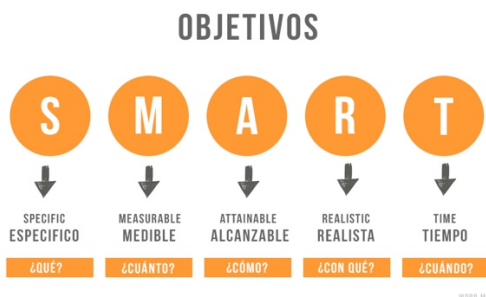 OBJETIVOS
S M A R T
SPECIFIC MEASURABLE ATTAINABLE REALISTIC TIME
ESPECIFICO MEDIBLE ALCANZABLE REALISTA TIEMPO
¿QUÉ? ¿CUÁNTO? ¿CÓMO? ¿CON QUÉ? ¿CUÁNDO?